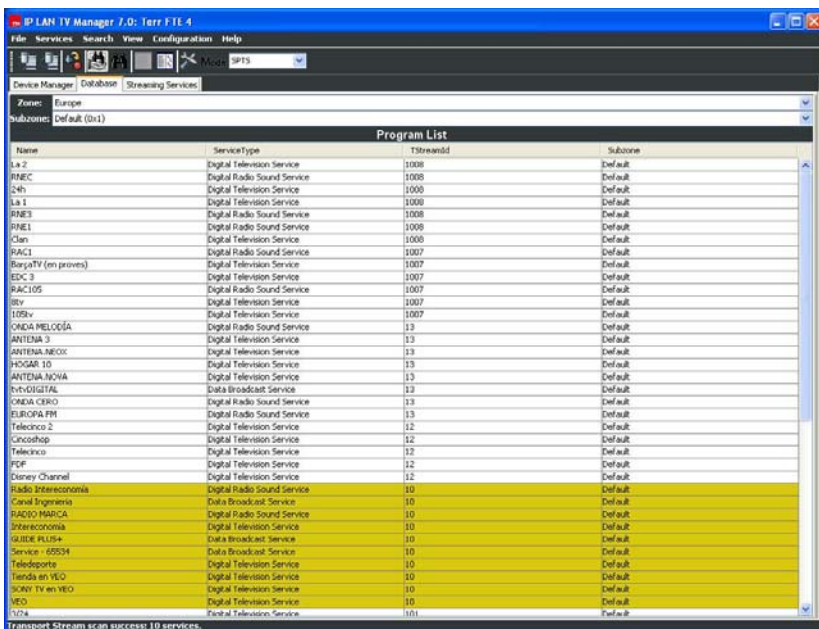 IP LAN TV Manager 7.0: Terr FTE 4
File Services Search View Configuration Help
Mode SPTS
Device Manager Database Streaming Services
Zone: Europe
Subzone: Default (0x1)
Program List
Name ServiceType TStreamId Subzone
La 2 Digital Television Service 1008 Default
RNEC Digital Radio Sound Service 1008 Default
24h Digital Television Service 1008 Default
La 1 Digital Television Service 1008 Default
RNE3 Digital Radio Sound Service 1008 Default
RNE1 Digital Radio Sound Service 1008 Default
Clan Digital Television Service 1008 Default
RAC1 Digital Radio Sound Service 1007 Default
BarçaTV (en proves) Digital Television Service 1007 Default
EDC 3 Digital Television Service 1007 Default
RAC105 Digital Radio Sound Service 1007 Default
8tv Digital Television Service 1007 Default
105tv Digital Television Service 1007 Default
ONDA MELODÍA Digital Radio Sound Service 13 Default
ANTENA 3 Digital Television Service 13 Default
ANTENA.NEOX Digital Television Service 13 Default
HOGAR 10 Digital Television Service 13 Default
ANTENA.NOVA Digital Television Service 13 Default
tvtvDIGITAL Data Broadcast Service 13 Default
ONDA CERO Digital Radio Sound Service 13 Default
EUROPA FM Digital Radio Sound Service 13 Default
Telecinco 2 Digital Television Service 12 Default
Cincoshop Digital Television Service 12 Default
Telecinco Digital Television Service 12 Default
FDF Digital Television Service 12 Default
Disney Channel Digital Television Service 12 Default
Radio Intereconomía Digital Radio Sound Service 10 Default
Canal Ingenieria Data Broadcast Service 10 Default
RADIO MARCA Digital Radio Sound Service 10 Default
Intereconomía Digital Television Service 10 Default
GUIDE PLUS+ Data Broadcast Service 10 Default
Service - 65534 Data Broadcast Service 10 Default
Teledeporte Digital Television Service 10 Default
Tienda en VEO Digital Television Service 10 Default
SONY TV en VEO Digital Television Service 10 Default
VEO Digital Television Service 10 Default
3/24 Digital Television Service 101 Default
Transport Stream scan success: 10 services.